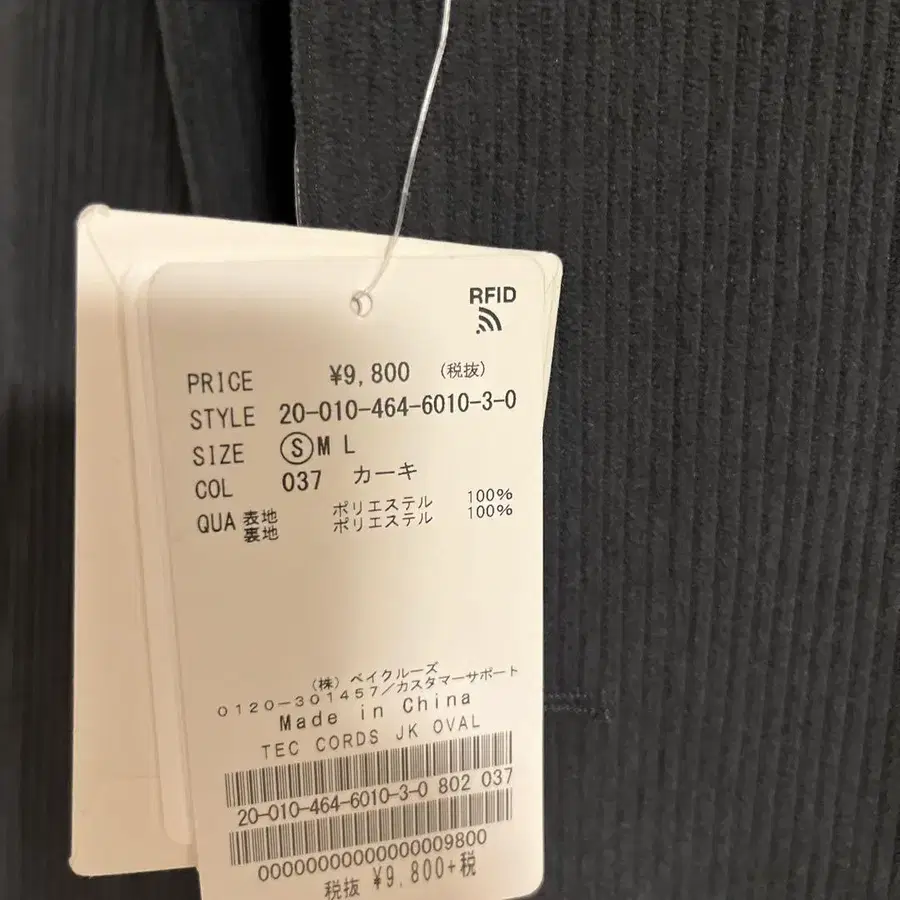 RFID
PRICE ¥9,800 (税抜)
STYLE 20-010-464-6010-3-0
SIZE Ⓢ M L
COL 037 カーキ
QUA 表地 ポリエステル 100%
裏地 ポリエステル 100%
(株) ベイクルーズ
0120-301457/カスタマーサポート
Made in China
TEC CORDS JK OVAL
20-010-464-6010-3-0 802 037
00000000000000009800
税抜 ¥9,800+税